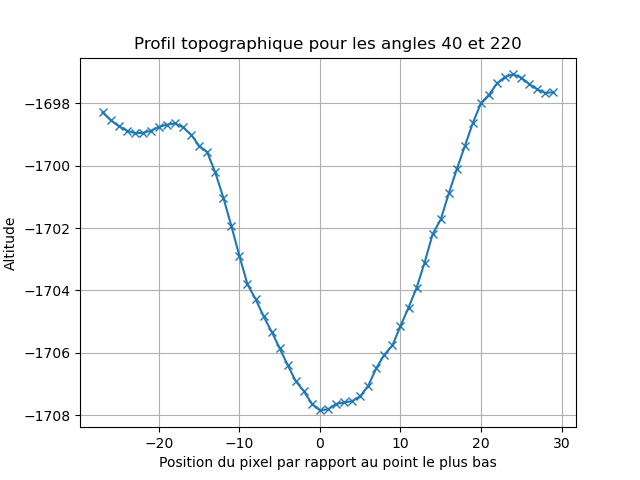 Profil topographique pour les angles 40 et 220
Altitude
−1698
−1700
−1702
−1704
−1706
−1708
−20 −10 0 10 20 30
Position du pixel par rapport au point le plus bas